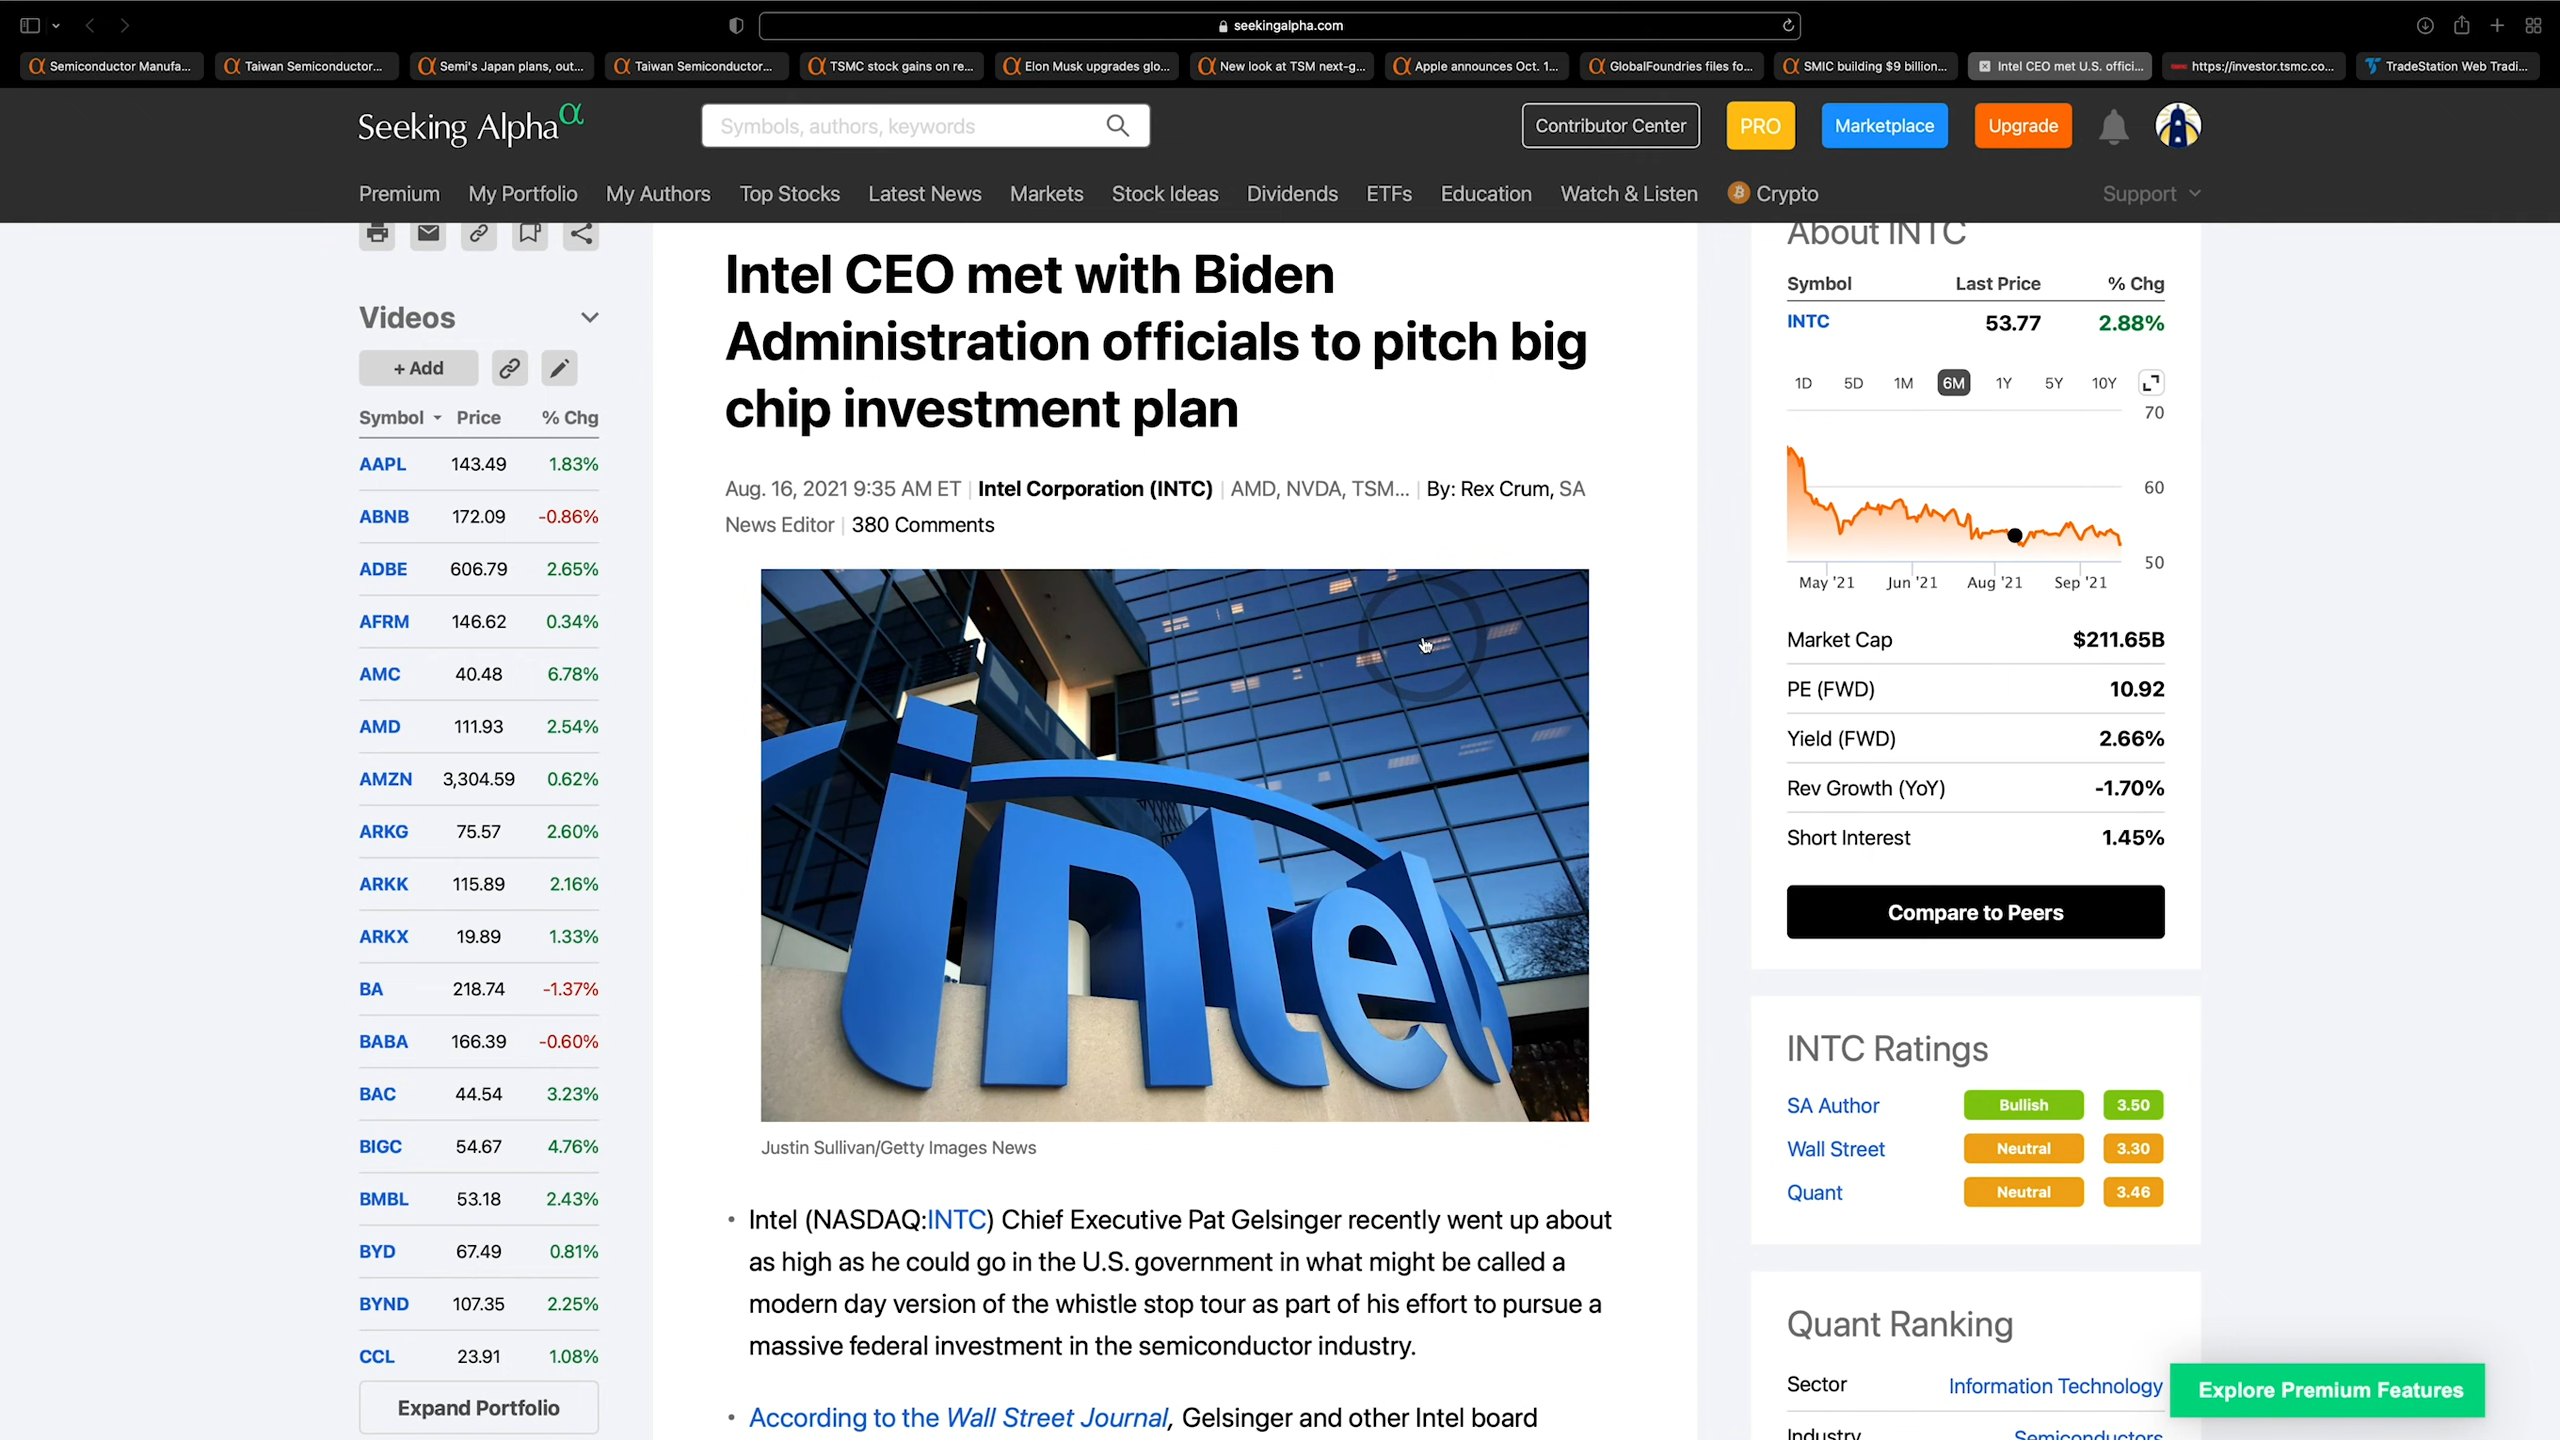 seekingalpha.com
Semiconductor Manufa...
Taiwan Semiconductor...
Semi's Japan plans, out...
Taiwan Semiconductor...
TSMC stock gains on re...
Elon Musk upgrades glo...
New look at TSM next-g...
Apple announces Oct. 1...
GlobalFoundries files fo...
SMIC building $9 billion...
Intel CEO met U.S. offici...
https://investor.tsmc.co...
TradeStation Web Tradi...
Seeking Alpha α
Symbols, authors, keywords
Contributor Center
PRO
Marketplace
Upgrade
Premium
My Portfolio
My Authors
Top Stocks
Latest News
Markets
Stock Ideas
Dividends
ETFs
Education
Watch & Listen
Crypto
Support
Videos
+ Add
Symbol Price % Chg
AAPL 143.49 1.83%
ABNB 172.09 -0.86%
ADBE 606.79 2.65%
AFRM 146.62 0.34%
AMC 40.48 6.78%
AMD 111.93 2.54%
AMZN 3,304.59 0.62%
ARKG 75.57 2.60%
ARKK 115.89 2.16%
ARKX 19.89 1.33%
BA 218.74 -1.37%
BABA 166.39 -0.60%
BAC 44.54 3.23%
BIGC 54.67 4.76%
BMBL 53.18 2.43%
BYD 67.49 0.81%
BYND 107.35 2.25%
CCL 23.91 1.08%
Expand Portfolio
Intel CEO met with Biden
Administration officials to pitch big
chip investment plan
Aug. 16, 2021 9:35 AM ET | Intel Corporation (INTC) | AMD, NVDA, TSM... | By: Rex Crum, SA
News Editor | 380 Comments
intel
Justin Sullivan/Getty Images News
• Intel (NASDAQ:INTC) Chief Executive Pat Gelsinger recently went up about
as high as he could go in the U.S. government in what might be called a
modern day version of the whistle stop tour as part of his effort to pursue a
massive federal investment in the semiconductor industry.
• According to the Wall Street Journal, Gelsinger and other Intel board
About INTC
Symbol Last Price % Chg
INTC 53.77 2.88%
1D 5D 1M 6M 1Y 5Y 10Y
70
60
50
May '21 Jun '21 Aug '21 Sep '21
Market Cap $211.65B
PE (FWD) 10.92
Yield (FWD) 2.66%
Rev Growth (YoY) -1.70%
Short Interest 1.45%
Compare to Peers
INTC Ratings
SA Author Bullish 3.50
Wall Street Neutral 3.30
Quant Neutral 3.46
Quant Ranking
Sector Information Technology
Industry Semiconductors
Explore Premium Features